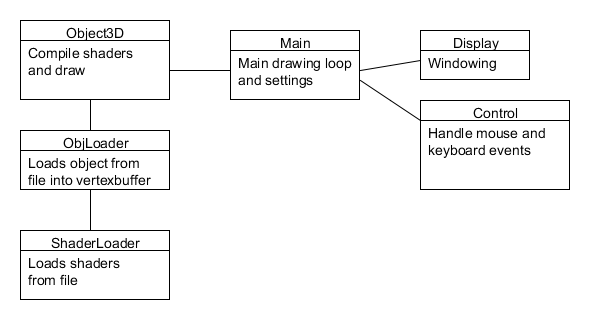 Object3D
Compile shaders
and draw
Main
Main drawing loop
and settings
Display
Windowing
Control
Handle mouse and
keyboard events
ObjLoader
Loads object from
file into vertexbuffer
ShaderLoader
Loads shaders
from file